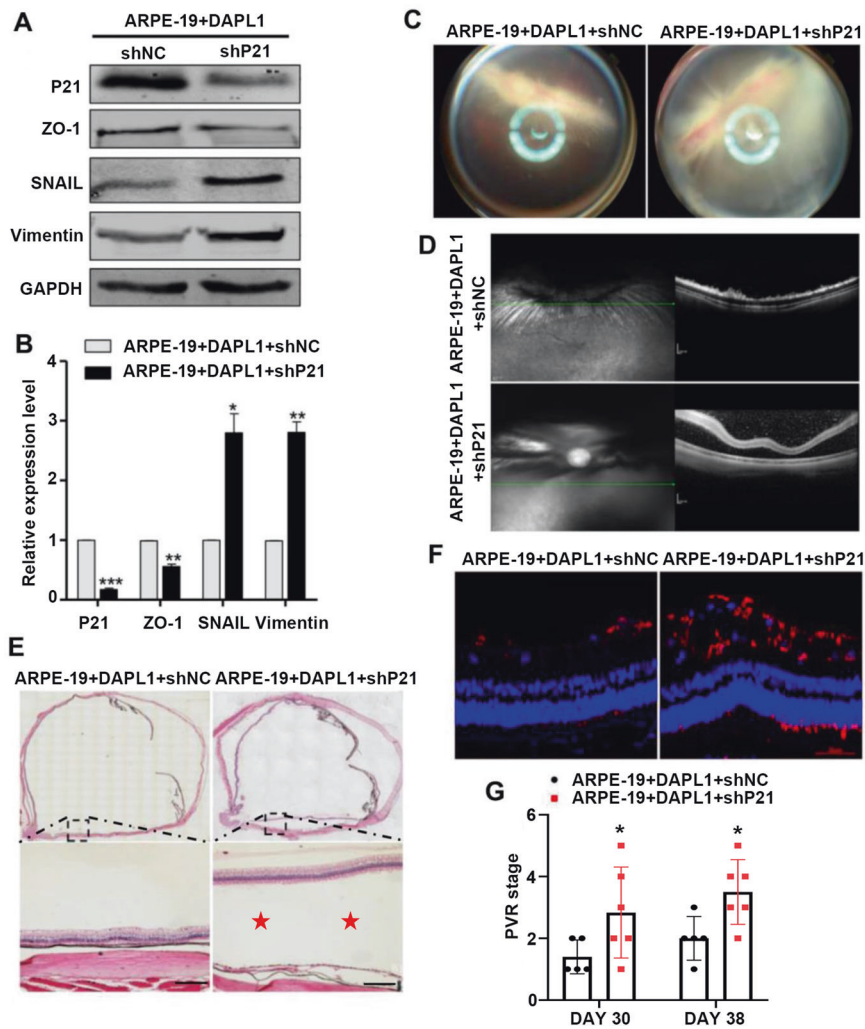 A
ARPE-19+DAPL1
shNC shP21
P21
ZO-1
SNAIL
Vimentin
GAPDH
B
ARPE-19+DAPL1+shNC
ARPE-19+DAPL1+shP21
Relative expression level
4
3
2
1
0
*** ** * **
P21 ZO-1 SNAIL Vimentin
C
ARPE-19+DAPL1+shNC ARPE-19+DAPL1+shP21
D
ARPE-19+DAPL1
+shNC
ARPE-19+DAPL1
+shP21
E
ARPE-19+DAPL1+shNC ARPE-19+DAPL1+shP21
F
ARPE-19+DAPL1+shNC ARPE-19+DAPL1+shP21
G
ARPE-19+DAPL1+shNC
ARPE-19+DAPL1+shP21
PVR stage
6
4
2
0
* *
DAY 30 DAY 38